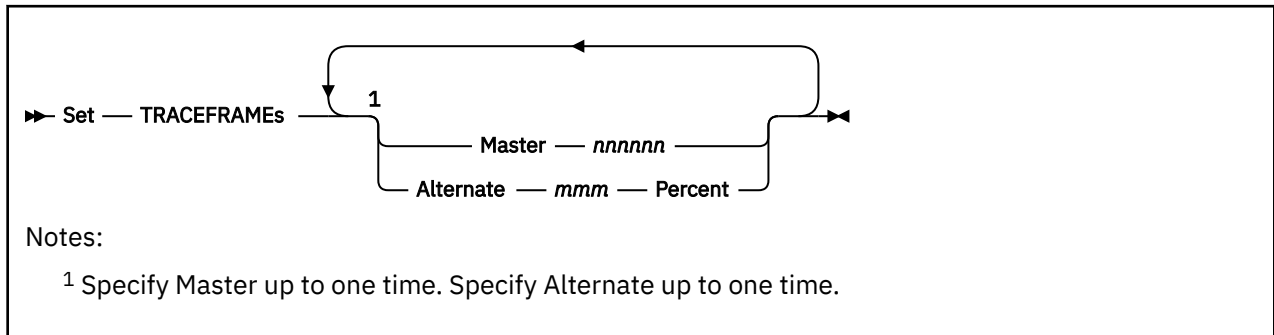 1
Set TRACEFRAMEs
Master nnnnnn
Alternate mmm Percent
Notes:
1 Specify Master up to one time. Specify Alternate up to one time.